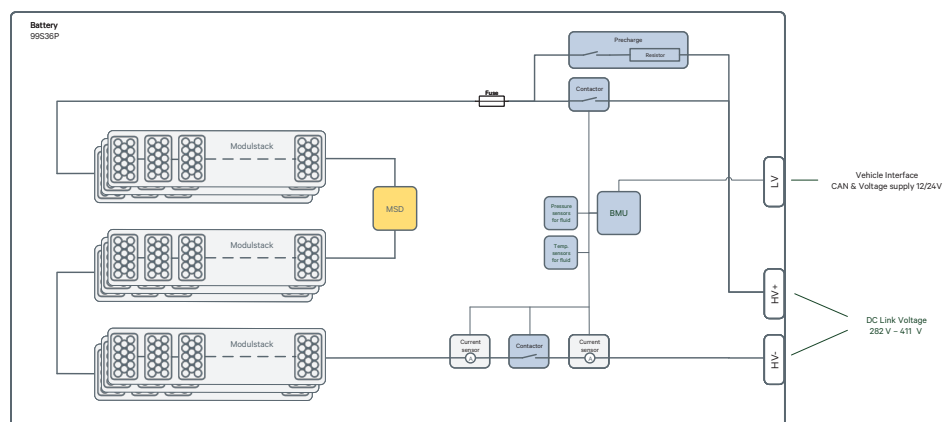 Battery
99S36P
Precharge
Resistor
Fuse
Contactor
Modulstack
MSD
Pressure
sensors
for fluid
BMU
Temp.
sensors
for fluid
LV
Vehicle Interface
CAN & Voltage supply 12/24V
Modulstack
HV+
DC Link Voltage
282 V – 411 V
Modulstack
Current
sensor
A
Contactor
Current
sensor
A
HV-